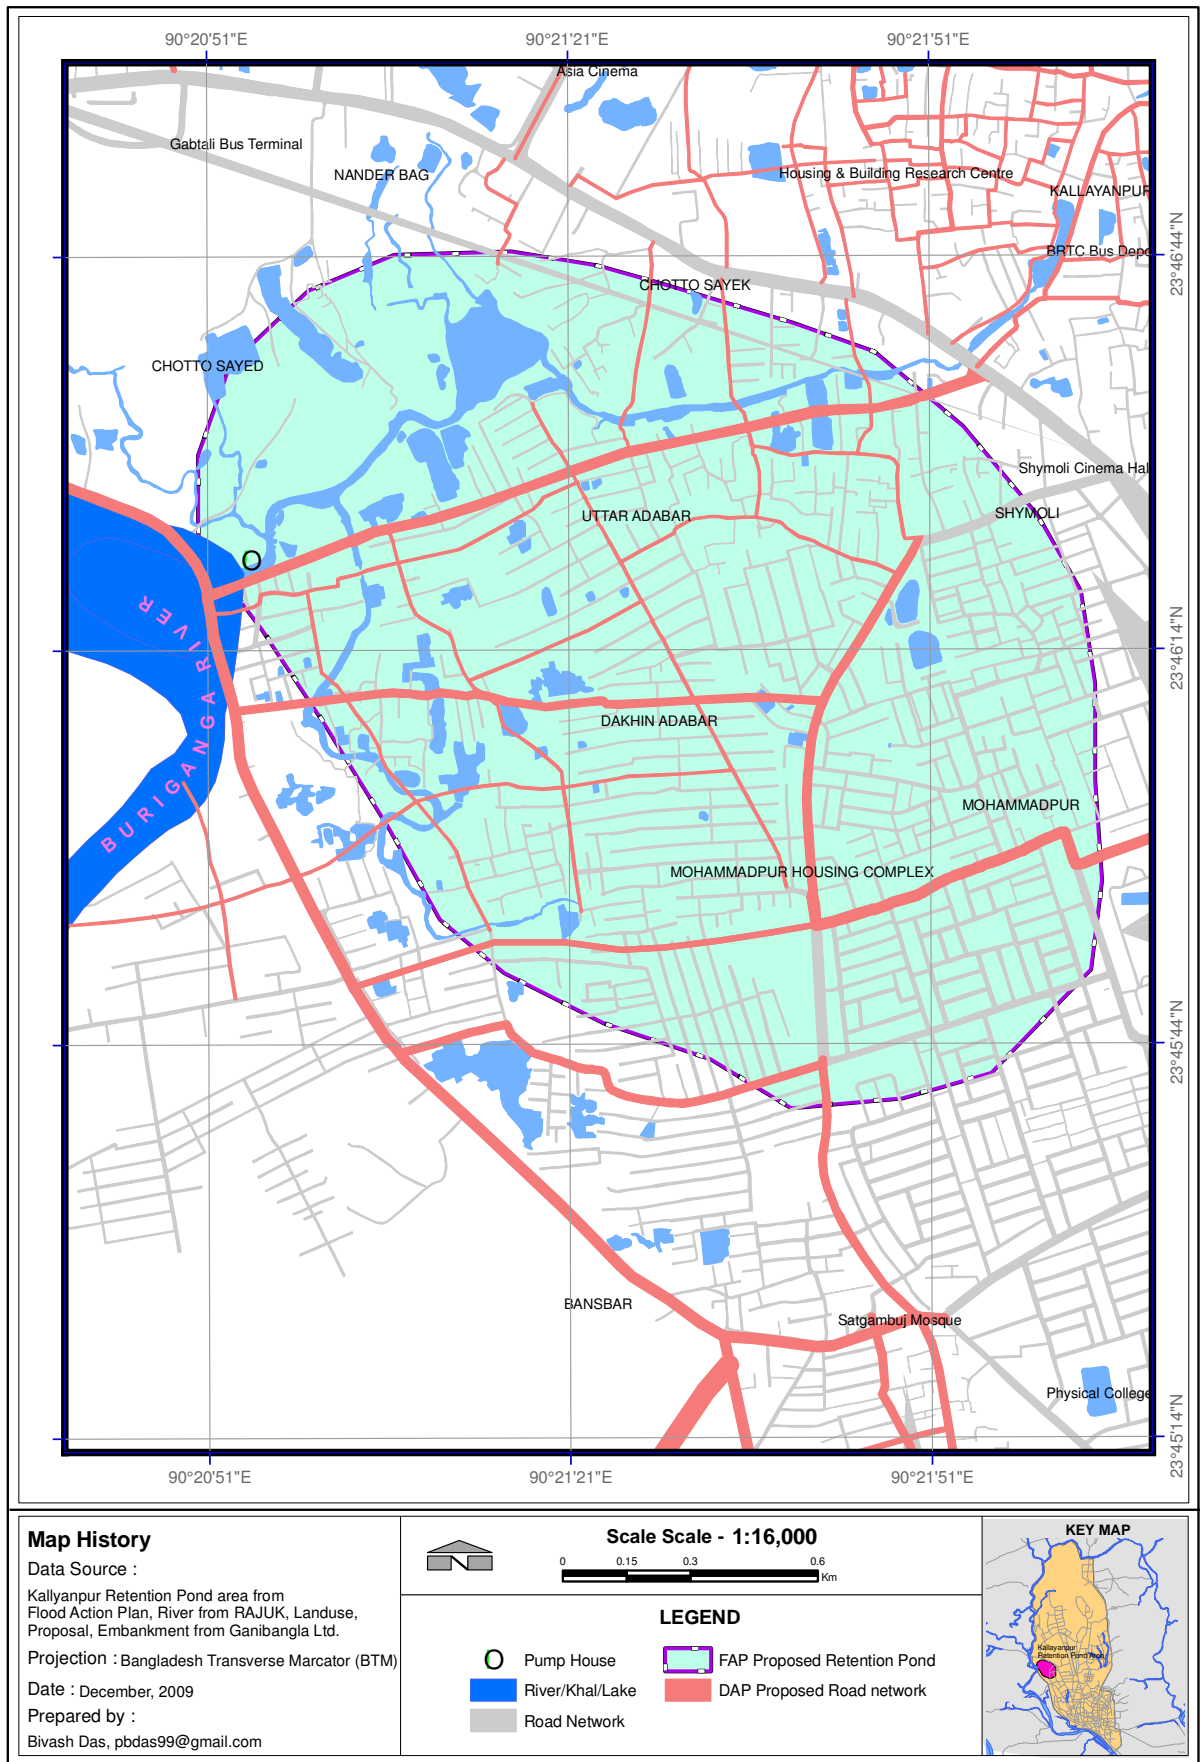 90°20'51"E
90°21'21"E
90°21'51"E
Asia Cinema
Gabtali Bus Terminal
NANDER BAG
Housing & Building Research Centre
KALLAYANPUR
BRTC Bus Depo
23°46'44"N
CHOTTO SAYEK
CHOTTO SAYED
Shymoli Cinema Hal
SHYMOLI
UTTAR ADABAR
O
23°46'14"N
BURIGANGA RIVER
DAKHIN ADABAR
MOHAMMADPUR
MOHAMMADPUR HOUSING COMPLEX
23°45'44"N
BANSBAR
Satgambuj Mosque
Physical College
23°45'14"N
90°20'51"E
90°21'21"E
90°21'51"E
Map History
Data Source :
Kallyanpur Retention Pond area from
Flood Action Plan, River from RAJUK, Landuse,
Proposal, Embankment from Ganibangla Ltd.
Projection : Bangladesh Transverse Marcator (BTM)
Date : December, 2009
Prepared by :
Bivash Das, pbdas99@gmail.com
N
Scale Scale - 1:16,000
0 0.15 0.3 0.6
Km
LEGEND
O Pump House
River/Khal/Lake
Road Network
FAP Proposed Retention Pond
DAP Proposed Road network
KEY MAP
Kallayanpur
Retention Pond Area